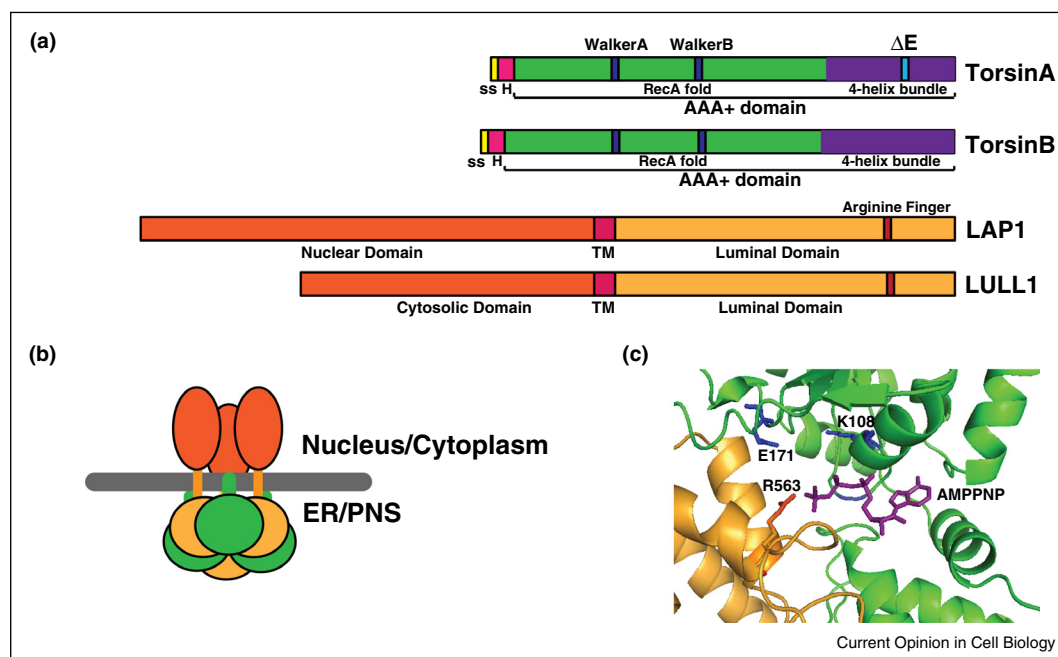 (a)
WalkerA WalkerB ΔE
TorsinA
ss H RecA fold 4-helix bundle
AAA+ domain
TorsinB
ss H RecA fold 4-helix bundle
AAA+ domain
Arginine Finger
LAP1
Nuclear Domain TM Luminal Domain
LULL1
Cytosolic Domain TM Luminal Domain
(b)
Nucleus/Cytoplasm
ER/PNS
(c)
K108
E171
R563
AMPPNP
Current Opinion in Cell Biology